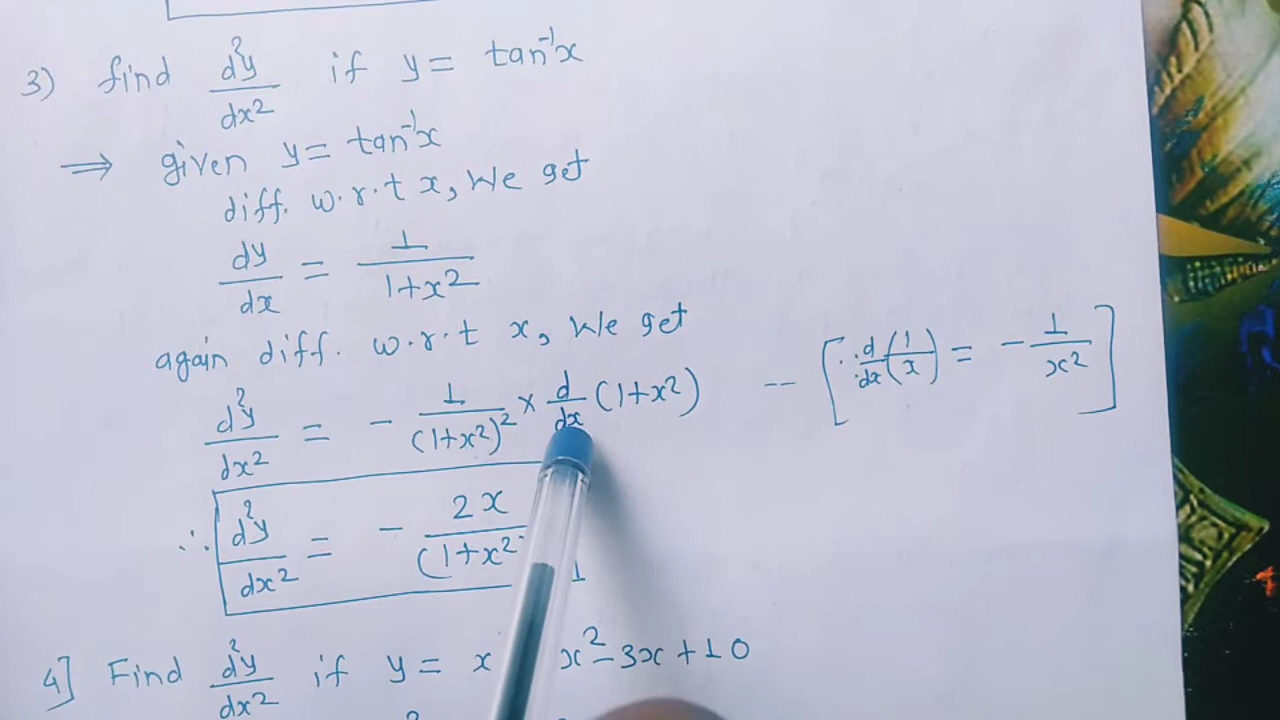 3) find d²y/dx² if y = tan⁻¹x
⇒ given y = tan⁻¹x
diff. w.r.t x, We get
dy/dx = 1/(1+x²)
again diff. w.r.t x, We get
d²y/dx² = - 1/(1+x²)² × d/dx (1+x²) -- [∵ d/dx (1/x) = - 1/x²]
∴ d²y/dx² = - 2x/(1+x²
4] Find d²y/dx² if y = x x² - 3x + 10